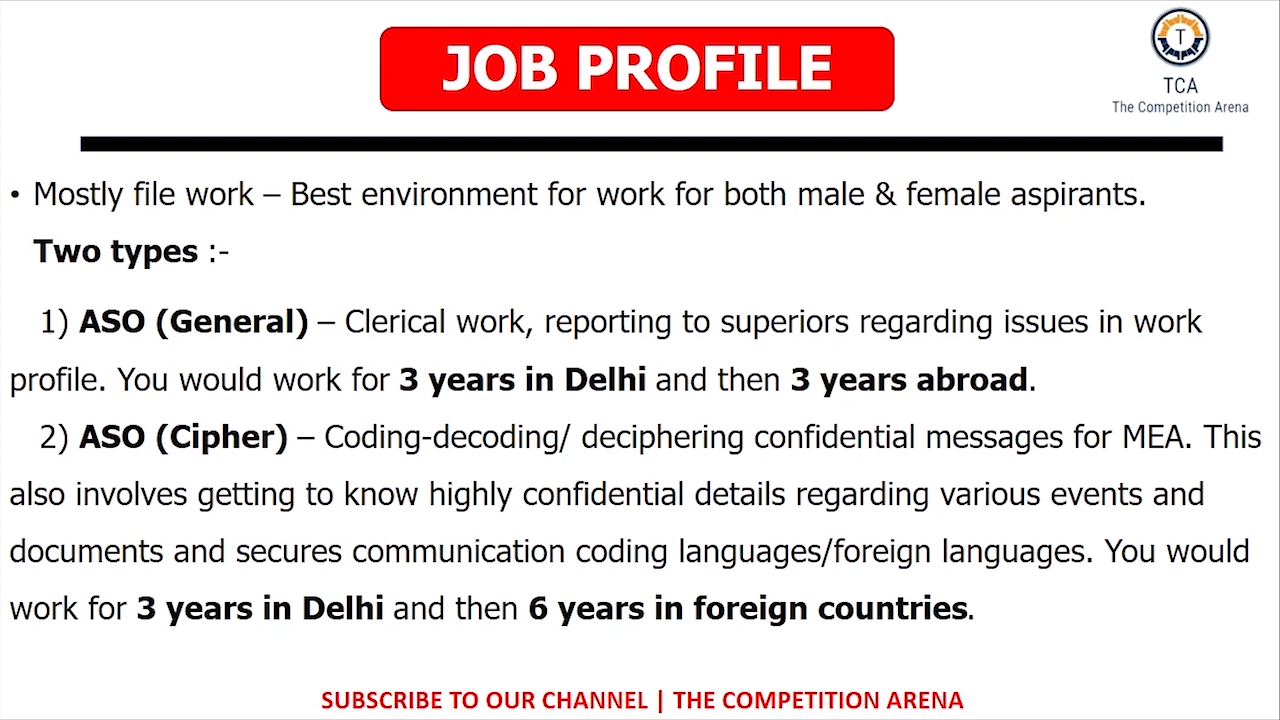 JOB PROFILE
T
TCA
The Competition Arena
• Mostly file work – Best environment for work for both male & female aspirants.
Two types :-
1) ASO (General) – Clerical work, reporting to superiors regarding issues in work
profile. You would work for 3 years in Delhi and then 3 years abroad.
2) ASO (Cipher) – Coding-decoding/ deciphering confidential messages for MEA. This
also involves getting to know highly confidential details regarding various events and
documents and secures communication coding languages/foreign languages. You would
work for 3 years in Delhi and then 6 years in foreign countries.
SUBSCRIBE TO OUR CHANNEL | THE COMPETITION ARENA